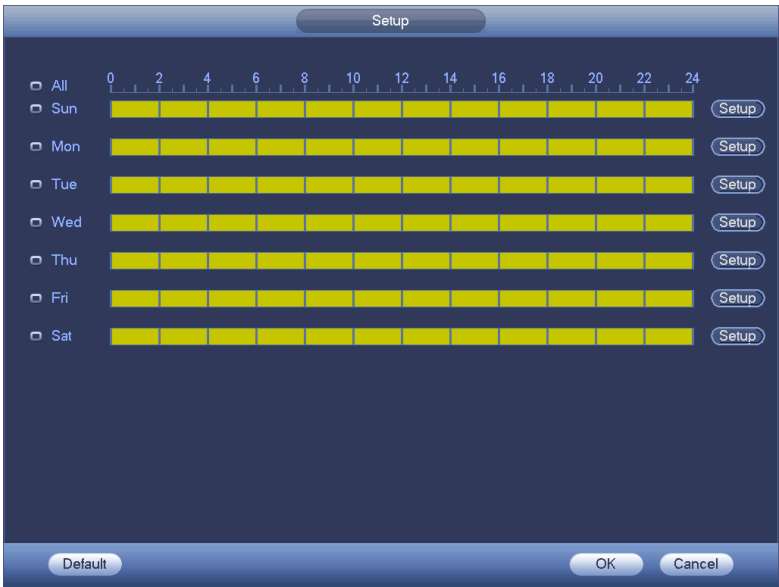 Setup
All 0 2 4 6 8 10 12 14 16 18 20 22 24
Sun Setup
Mon Setup
Tue Setup
Wed Setup
Thu Setup
Fri Setup
Sat Setup
Default OK Cancel